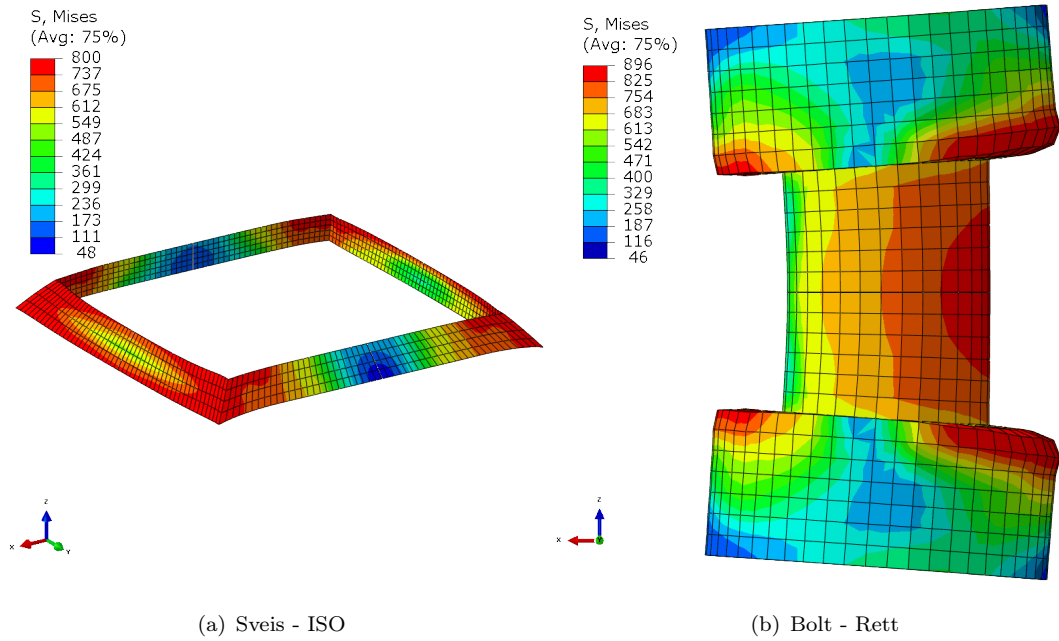 S, Mises
(Avg: 75%)
800
737
675
612
549
487
424
361
299
236
173
111
48
z
x
Y
(a) Sveis - ISO
S, Mises
(Avg: 75%)
896
825
754
683
613
542
471
400
329
258
187
116
46
z
x
Y
(b) Bolt - Rett